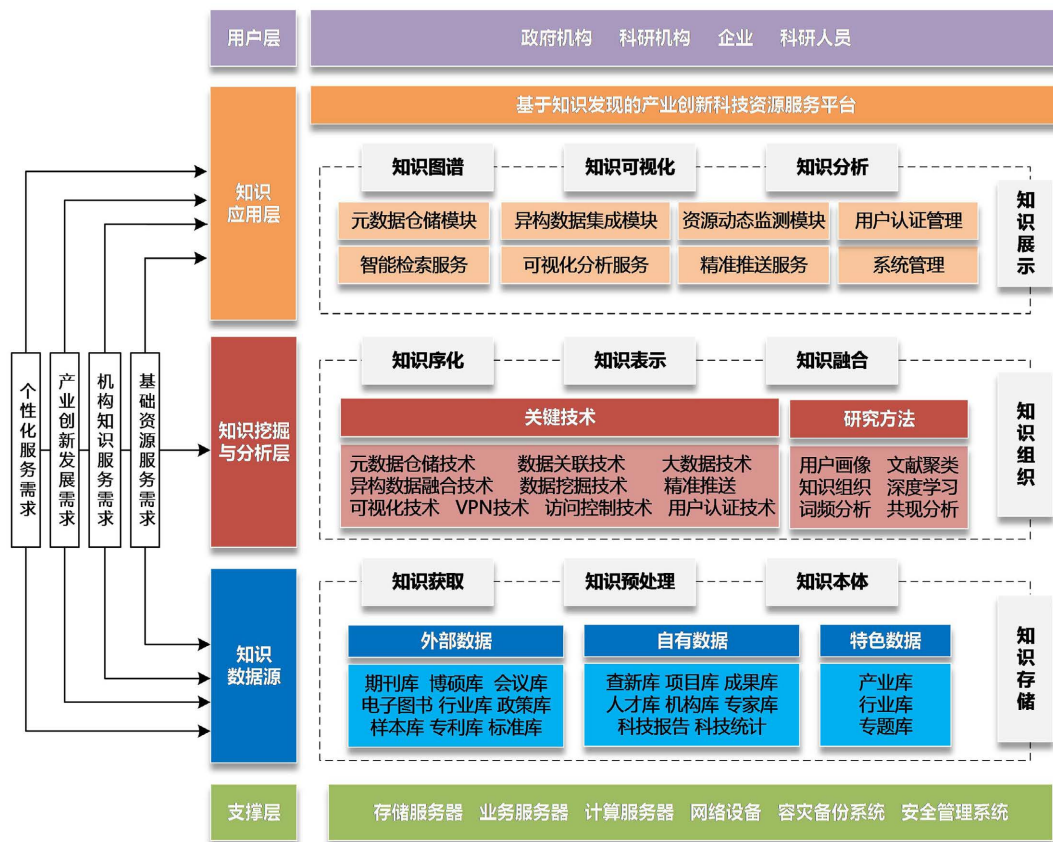 用户层
政府机构 科研机构 企业 科研人员
基于知识发现的产业创新科技资源服务平台
知识
应用层
知识图谱 知识可视化 知识分析
元数据仓储模块 异构数据集成模块 资源动态监测模块 用户认证管理
智能检索服务 可视化分析服务 精准推送服务 系统管理
知识展示
个性化服务需求
产业创新发展需求
机构知识服务需求
基础资源服务需求
知识挖掘
与分析层
知识序化 知识表示 知识融合
关键技术
元数据仓储技术 数据关联技术 大数据技术
异构数据融合技术 数据挖掘技术 精准推送
可视化技术 VPN技术 访问控制技术 用户认证技术
研究方法
用户画像 文献聚类
知识组织 深度学习
词频分析 共现分析
知识组织
知识
数据源
知识获取 知识预处理 知识本体
外部数据
期刊库 博硕库 会议库
电子图书 行业库 政策库
样本库 专利库 标准库
自有数据
查新库 项目库 成果库
人才库 机构库 专家库
科技报告 科技统计
特色数据
产业库
行业库
专题库
知识存储
支撑层
存储服务器 业务服务器 计算服务器 网络设备 容灾备份系统 安全管理系统